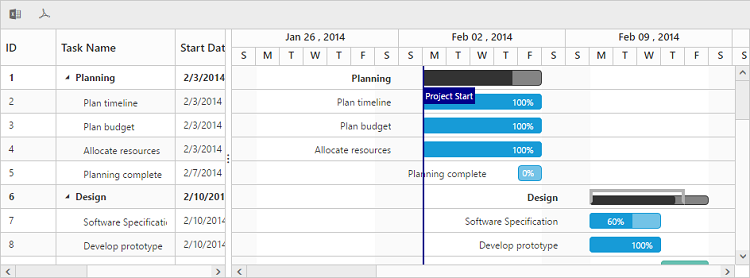 Jan 26 , 2014 Feb 02 , 2014 Feb 09 , 2014
ID Task Name Start Dat
S M T W T F S S M T W T F S S M T W T F S S
1 Planning 2/3/2014 Planning
2 Plan timeline 2/3/2014 Plan timeline Project Start 100%
3 Plan budget 2/3/2014 Plan budget 100%
4 Allocate resources 2/3/2014 Allocate resources 100%
5 Planning complete 2/7/2014 Planning complete 0%
6 Design 2/10/201 Design
7 Software Specificati 2/10/2014 Software Specification 60%
8 Develop prototype 2/10/2014 Develop prototype 100%